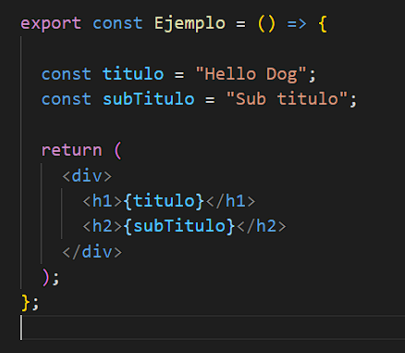 export const Ejemplo = () => {
const titulo = "Hello Dog";
const subTitulo = "Sub titulo";
return (
<div>
<h1>{titulo}</h1>
<h2>{subTitulo}</h2>
</div>
);
};